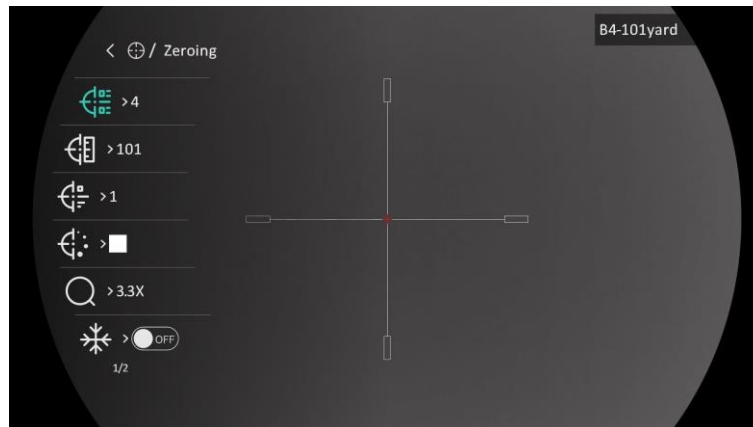 B4-101yard
< / Zeroing
>4
>101
>1
>
>3.3X
> OFF
1/2